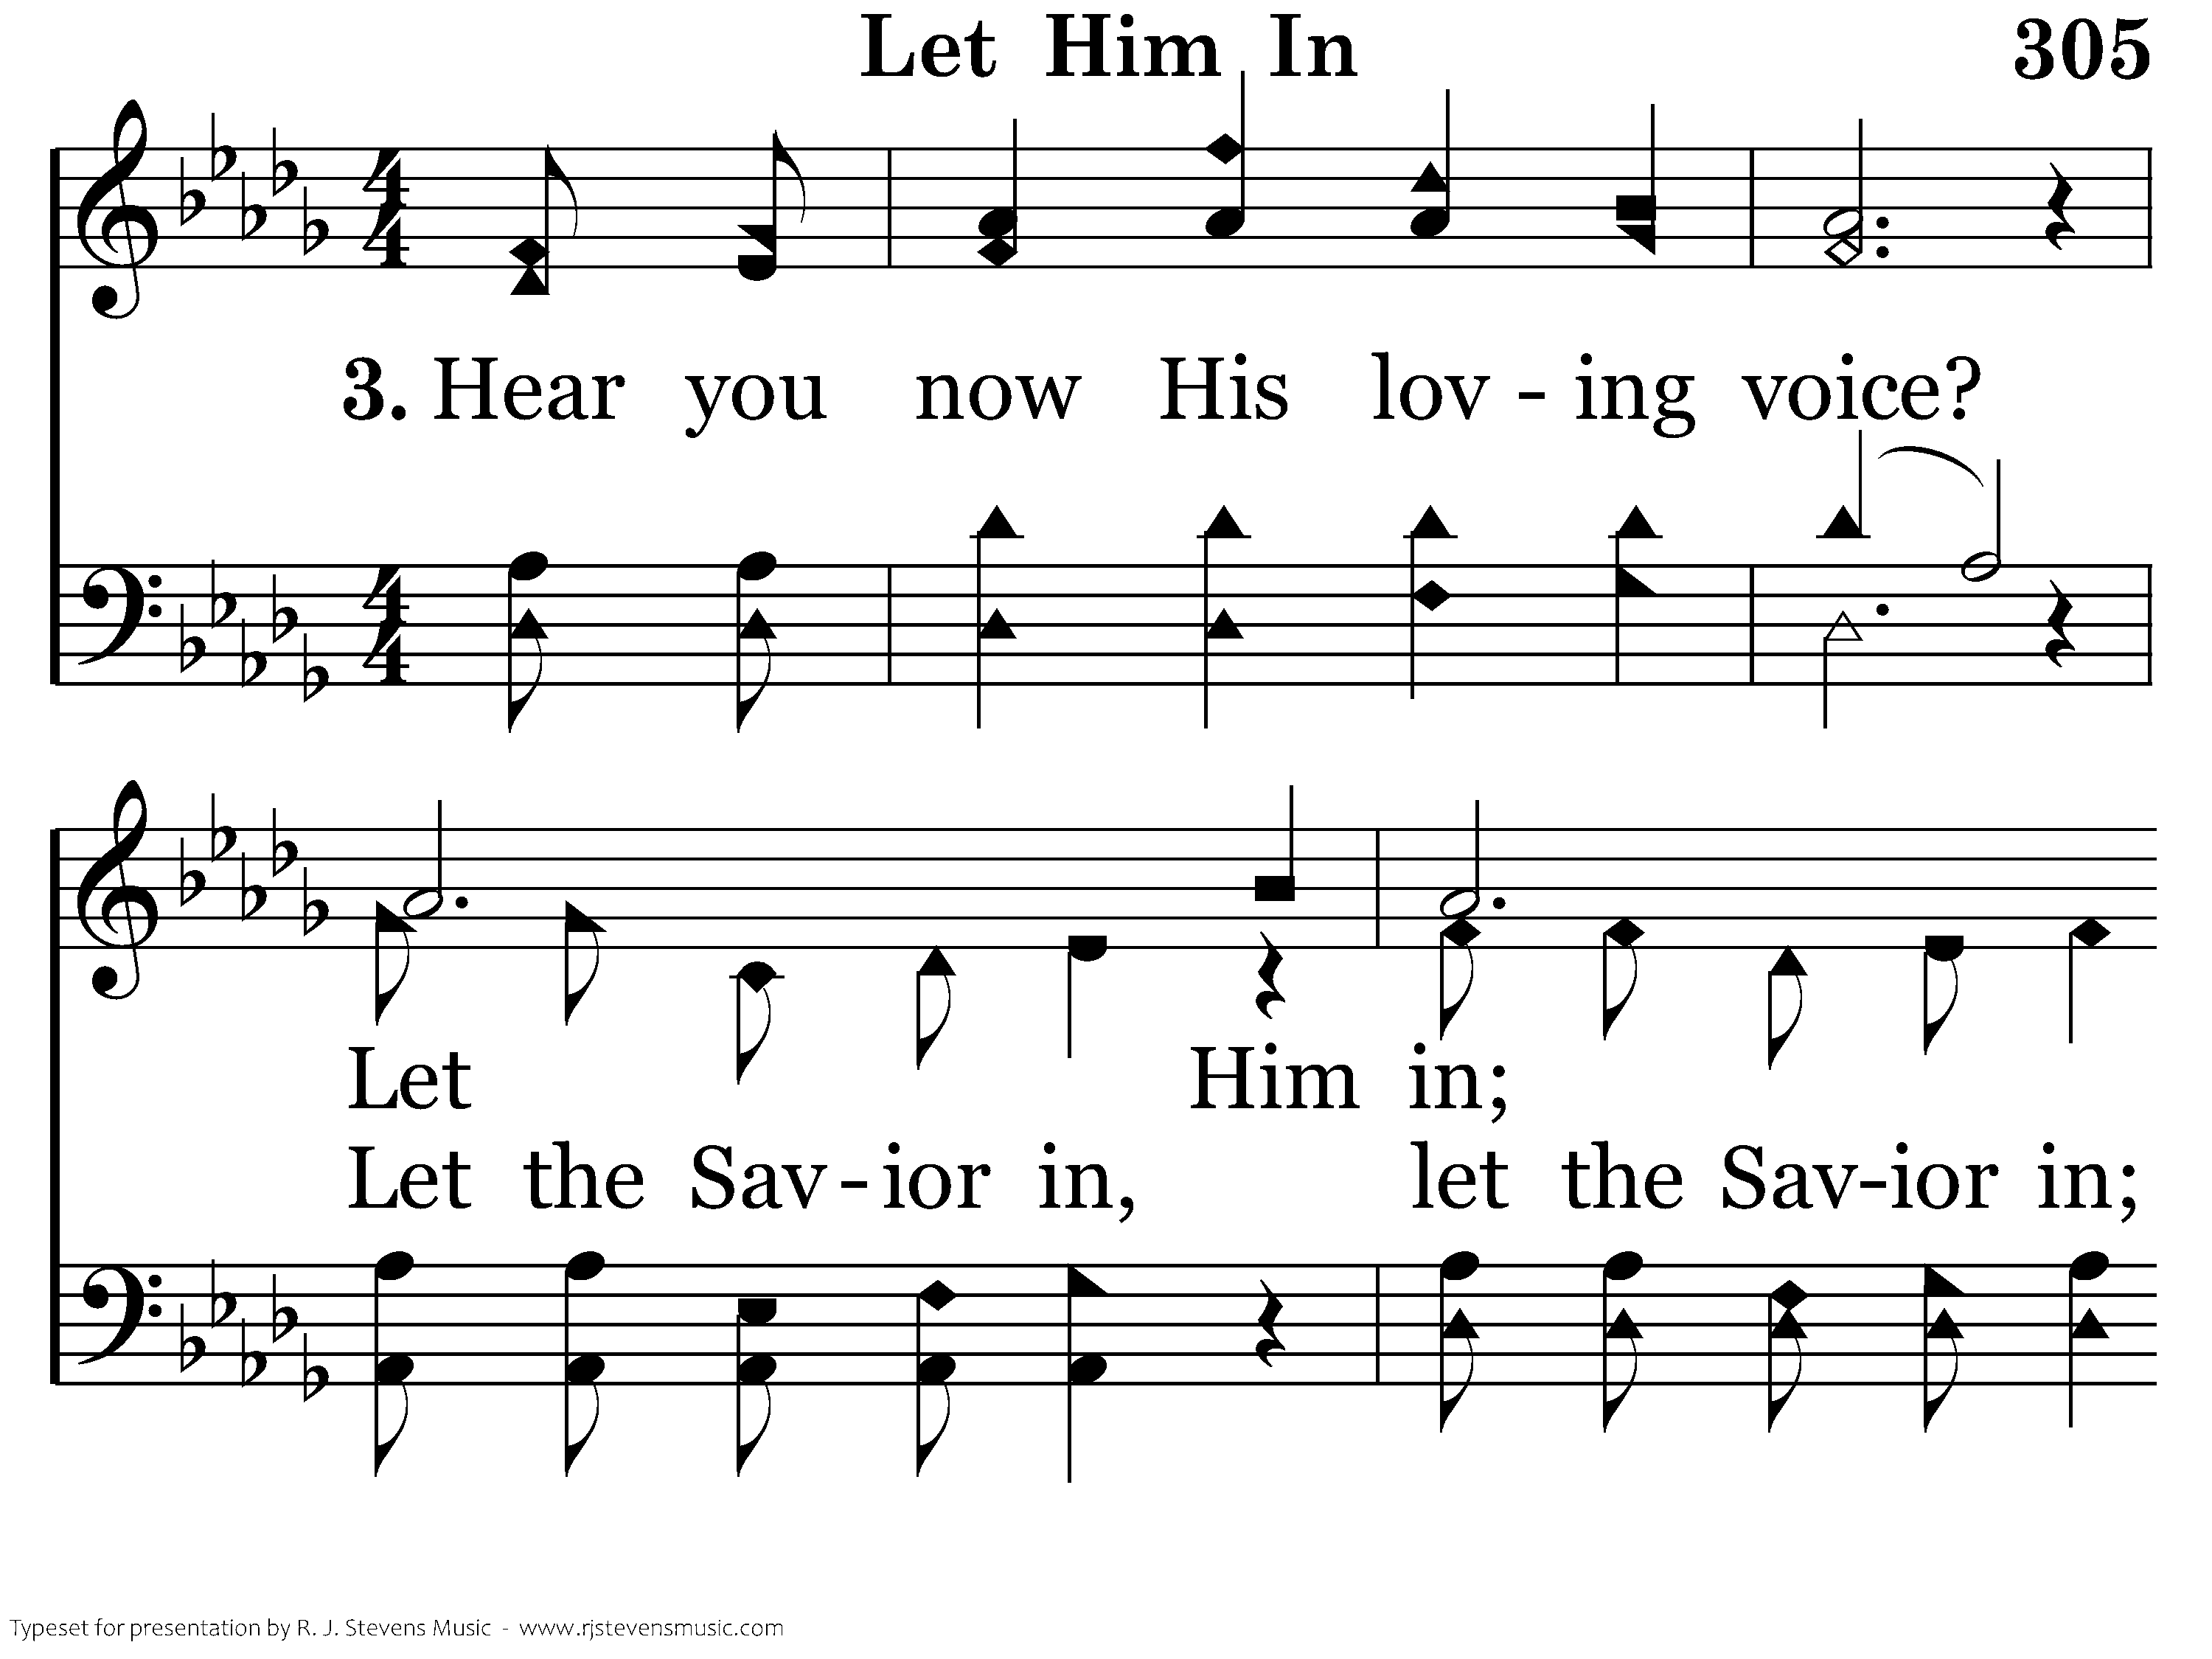 Let Him In 305
3. Hear you now His lov - ing voice?
Let Him in;
Let the Sav - ior in, let the Sav-ior in;
Typeset for presentation by R. J. Stevens Music - www.rjstevensmusic.com